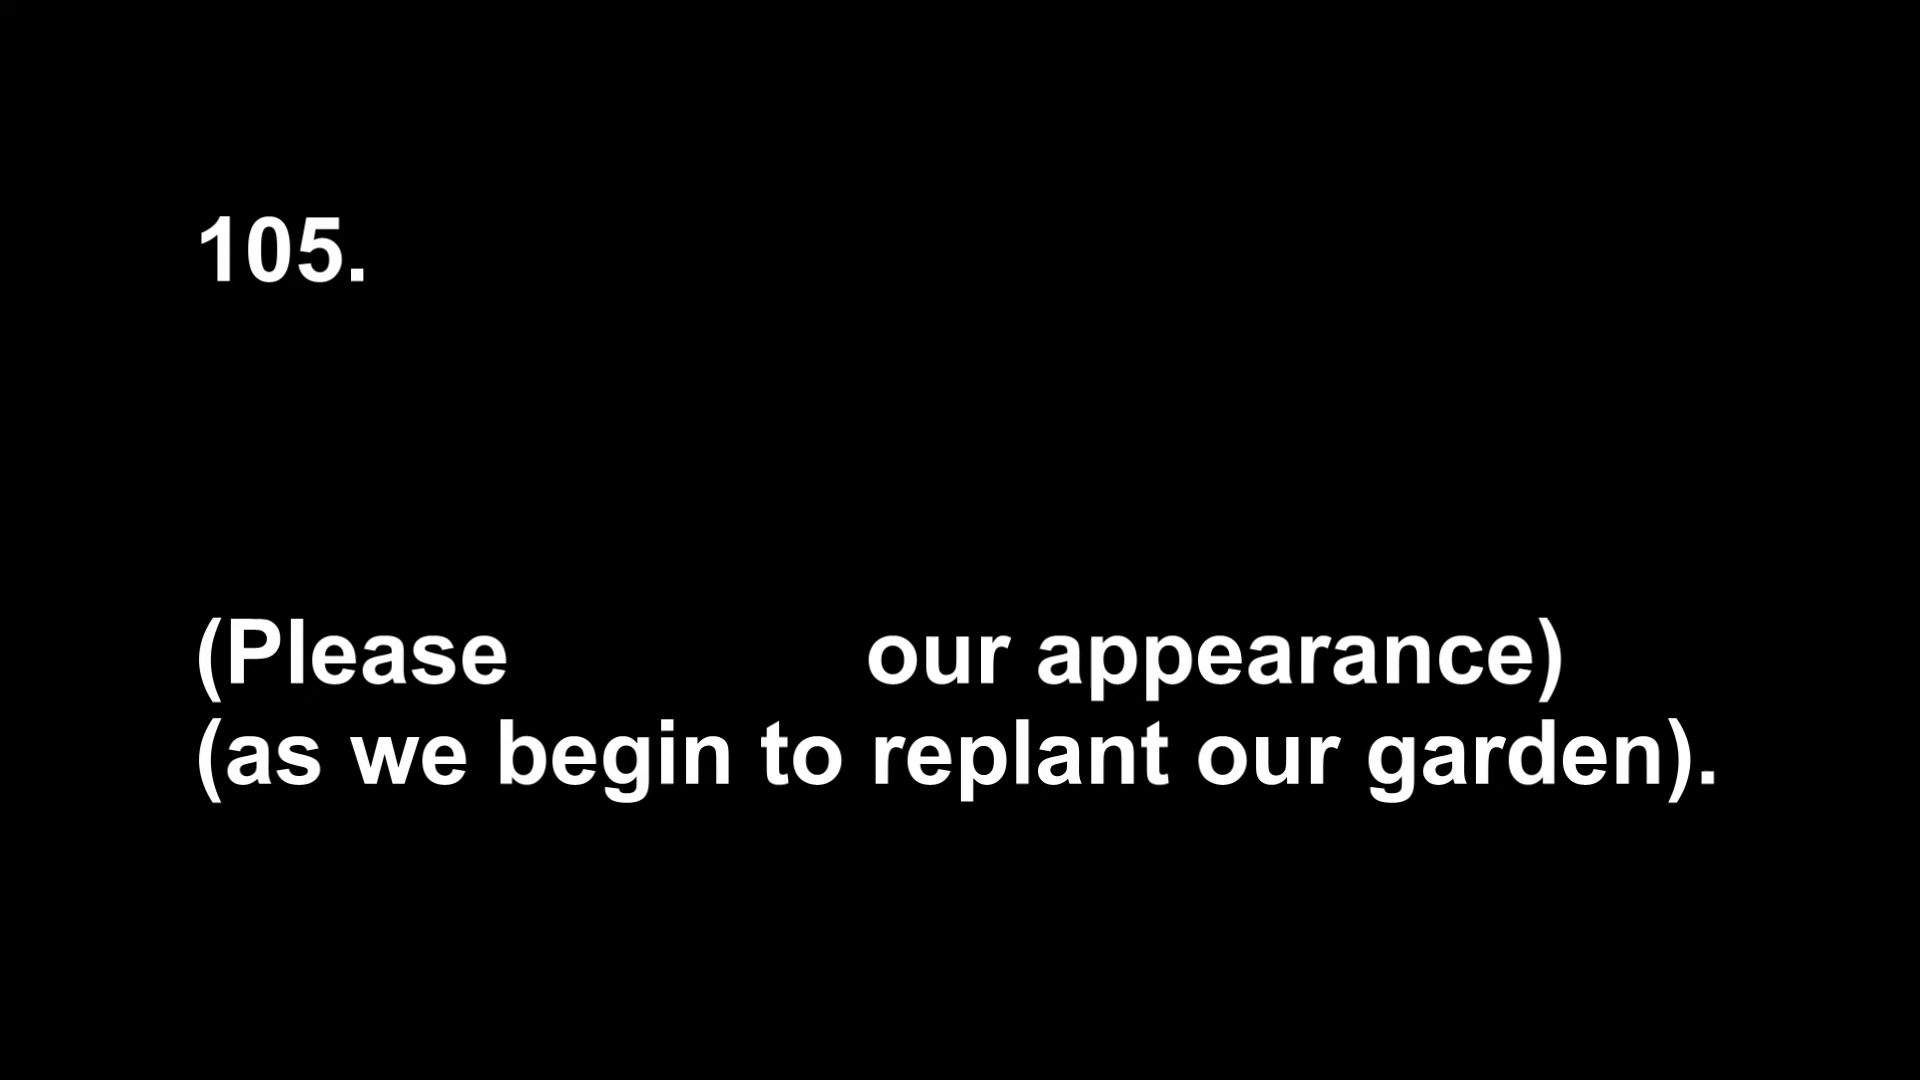 105.
(Please our appearance)
(as we begin to replant our garden).